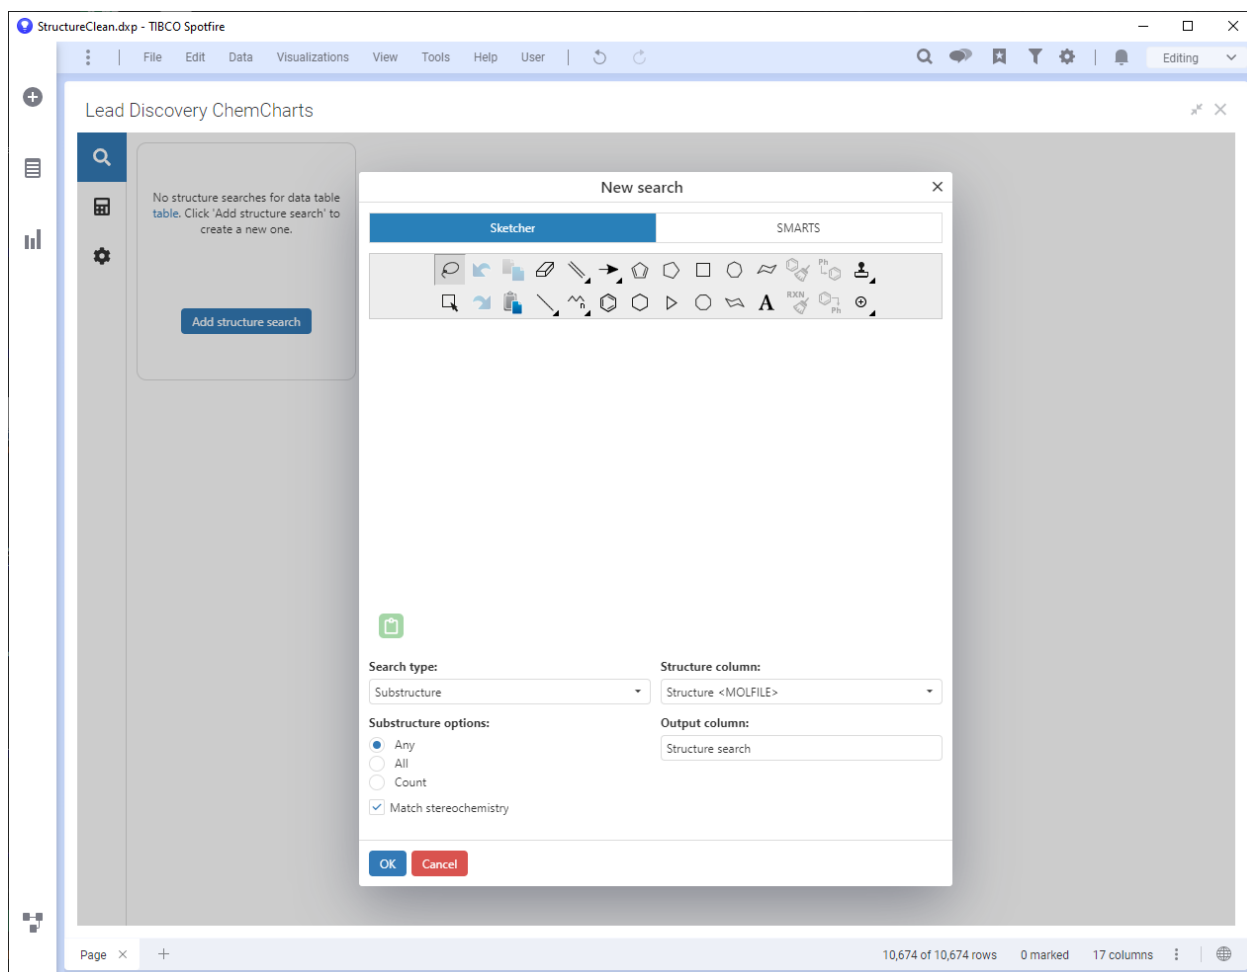 StructureClean.dxp - TIBCO Spotfire
File Edit Data Visualizations View Tools Help User Editing
Lead Discovery ChemCharts
No structure searches for data table
table. Click 'Add structure search' to
create a new one.
Add structure search
New search
Sketcher SMARTS
Ph
n A RXN Ph
Search type: Structure column:
Substructure Structure <MOLFILE>
Substructure options: Output column:
Any Structure search
All
Count
Match stereochemistry
OK Cancel
Page 10,674 of 10,674 rows 0 marked 17 columns